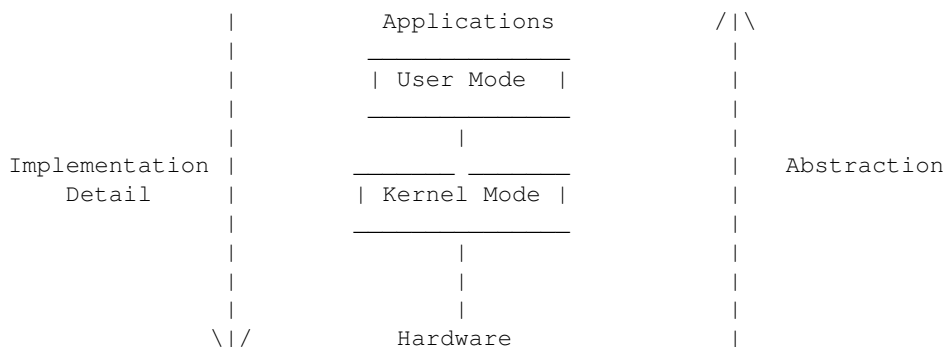 Applications
User Mode
Implementation
Abstraction
Detail
Kernel Mode
Hardware